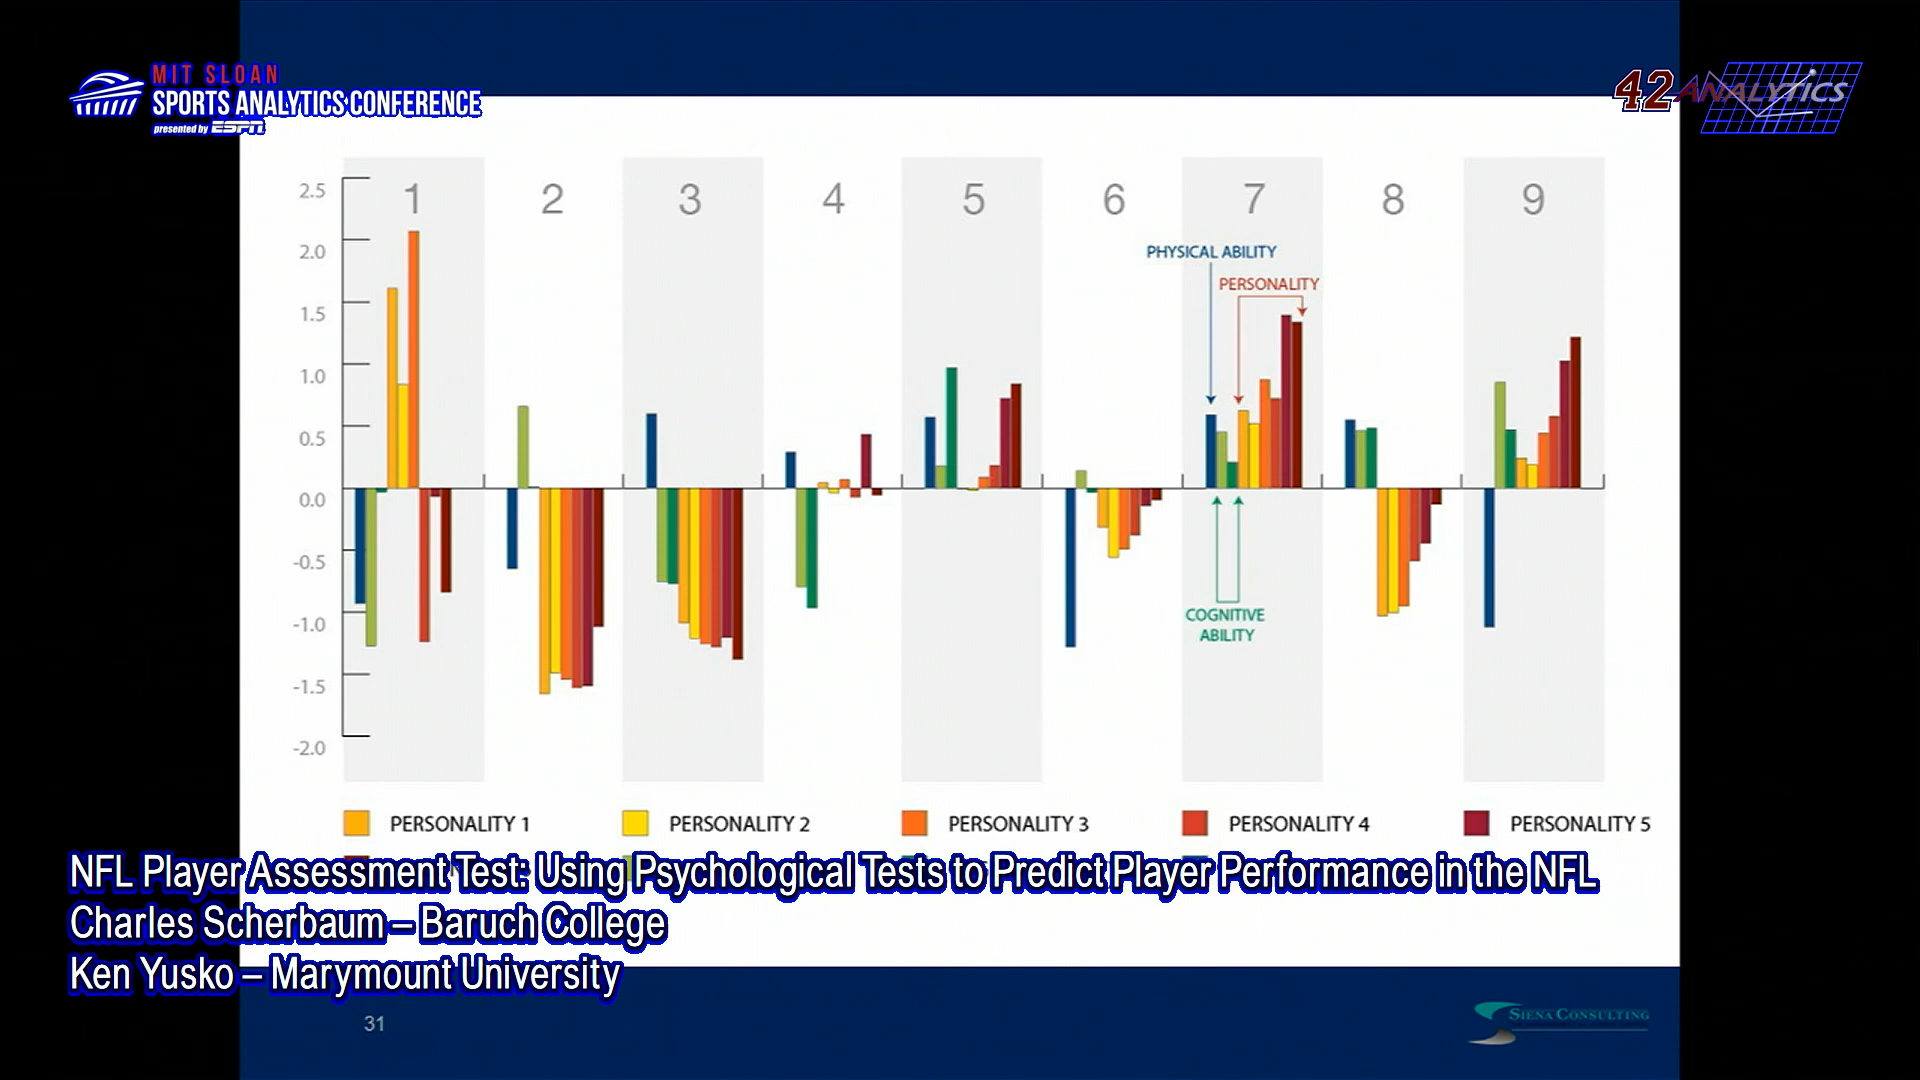 MIT SLOAN
SPORTS ANALYTICS CONFERENCE
presented by ESPN
42 ANALYTICS
1 2 3 4 5 6 7 8 9
2.5
2.0
1.5
1.0
0.5
0.0
-0.5
-1.0
-1.5
-2.0
PHYSICAL ABILITY
PERSONALITY
COGNITIVE
ABILITY
PERSONALITY 1
PERSONALITY 2
PERSONALITY 3
PERSONALITY 4
PERSONALITY 5
NFL Player Assessment Test: Using Psychological Tests to Predict Player Performance in the NFL
Charles Scherbaum – Baruch College
Ken Yusko – Marymount University
31
SIENA CONSULTING